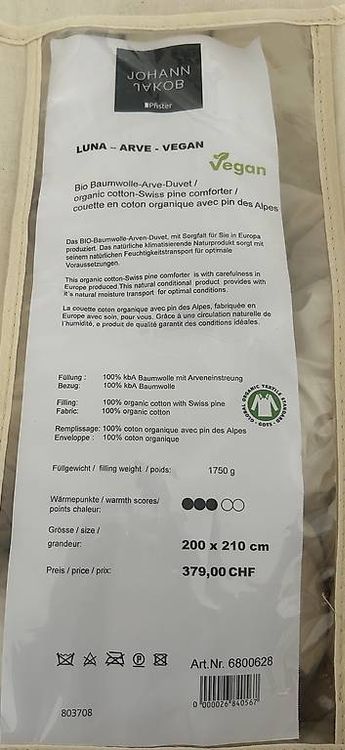 JOHANN
JAKOB
Pfister
LUNA – ARVE - VEGAN
Vegan
Bio Baumwolle-Arve-Duvet /
organic cotton-Swiss pine comforter /
couette en coton organique avec pin des Alpes
Das BIO-Baumwolle-Arven-Duvet, mit Sorgfalt für Sie in Europa
produziert. Das natürliche klimatisierende Naturprodukt sorgt mit
seinem natürlichen Feuchtigkeitstransport für optimale
Voraussetzungen.
This organic cotton-Swiss pine comforter is with carefulness in
Europe produced.This natural conditional product provides with
it's natural moisture transport for optimal conditions.
La couette coton organique avec pin des Alpes, fabriquée en
Europe avec soin, pour vous. Grâce à une circulation naturelle de
l'humidité, e produit de qualité garantit des conditions idéales.
Füllung : 100% kbA Baumwolle mit Arveneinstreung
Bezug: 100% kbA Baumwolle
Filling: 100% organic cotton with Swiss pine
Fabric: 100% organic cotton
Remplissage: 100% coton organique avec pin des Alpes
Enveloppe : 100% coton organique
GLOBAL ORGANIC TEXTILE STANDARD · GOTS ·
Füllgewicht / filling weight / poids: 1750 g
Wärmepunkte / warmth scores/
points chaleur:
Grösse / size /
grandeur: 200 x 210 cm
Preis / price / prix: 379,00 CHF
Art.Nr. 6800628
0 000026 840567
803708